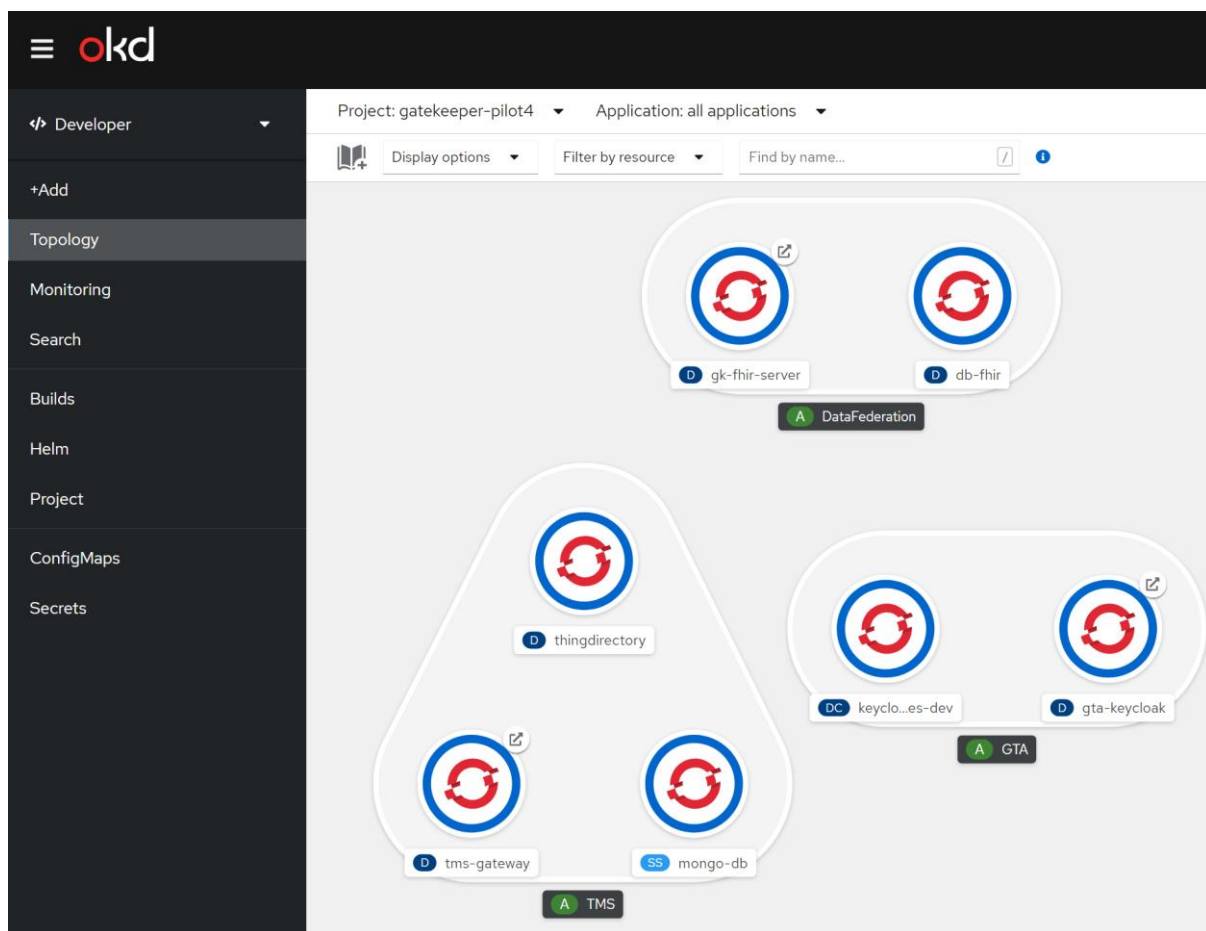 okd
Project: gatekeeper-pilot4 Application: all applications
Developer
Display options Filter by resource Find by name... /
+Add
Topology
Monitoring
Search
Builds
Helm
Project
ConfigMaps
Secrets
D gk-fhir-server
D db-fhir
A DataFederation
D thingdirectory
DC keyclo...es-dev
D gta-keycloak
A GTA
D tms-gateway
SS mongo-db
A TMS